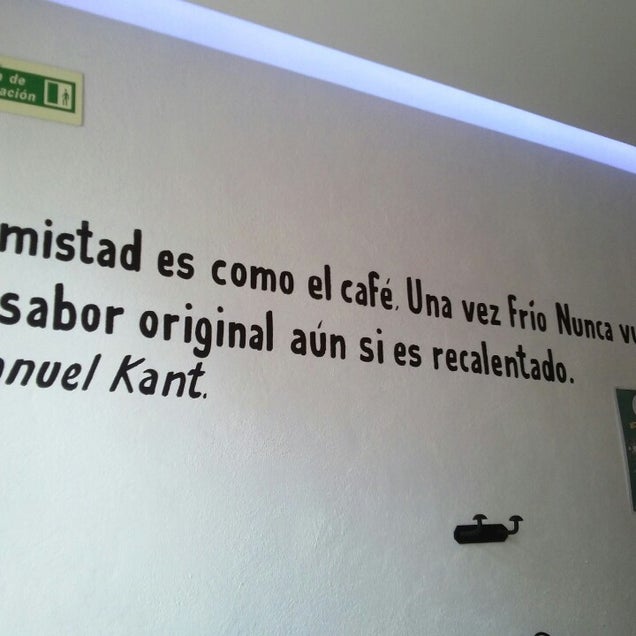 de
ación
mistad es como el café. Una vez frío Nunca vu
sabor original aún si es recalentado.
nuel Kant.